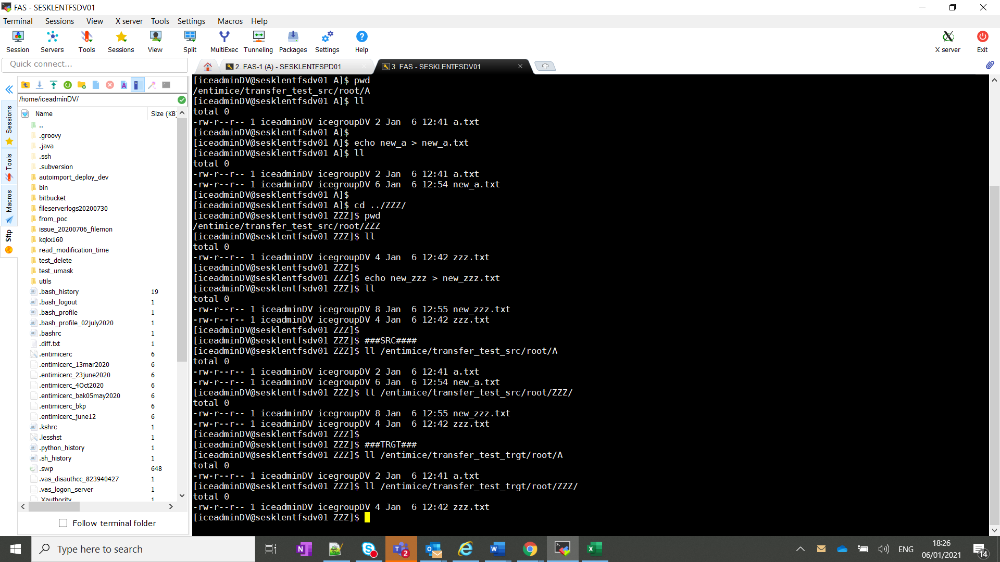 FAS - SESKLENTFSDV01
Terminal Sessions View X server Tools Settings Macros Help
Session Servers Tools Sessions View Split MultiExec Tunneling Packages Settings Help X server Exit
Quick connect...
2. FAS-1 (A) - SESKLENTFSPD01
3. FAS - SESKLENTFSDV01
Sessions
Tools
Macros
Sftp
/home/iceadminDV/
Name Size (KB)
..
.groovy
.java
.ssh
.subversion
autoimport_deploy_dev
bin
bitbucket
fileserverlogs20200730
from_poc
issue_20200706_filemon
kqkx160
read_modification_time
test_delete
test_umask
utils
.bash_history 19
.bash_logout 1
.bash_profile 1
.bash_profile_02july2020 1
.bashrc 1
.diff.txt 1
.entimicerc 6
.entimicerc_13mar2020 6
.entimicerc_23june2020 6
.entimicerc_4Oct2020 6
.entimicerc_bak05may2020 6
.entimicerc_bkp 6
.entimicerc_june12 6
.kshrc 1
.lesshst 1
.python_history 1
.sh_history 1
.swp 648
.vas_disauthcc_823940427 1
.vas_logon_server 1
.Xauthority 1
Follow terminal folder
[iceadminDV@sesklentfsdv01 A]$ pwd
/entimice/transfer_test_src/root/A
[iceadminDV@sesklentfsdv01 A]$ ll
total 0
-rw-r--r-- 1 iceadminDV icegroupDV 2 Jan  6 12:41 a.txt
[iceadminDV@sesklentfsdv01 A]$
[iceadminDV@sesklentfsdv01 A]$ echo new_a > new_a.txt
[iceadminDV@sesklentfsdv01 A]$ ll
total 0
-rw-r--r-- 1 iceadminDV icegroupDV 2 Jan  6 12:41 a.txt
-rw-r--r-- 1 iceadminDV icegroupDV 6 Jan  6 12:54 new_a.txt
[iceadminDV@sesklentfsdv01 A]$
[iceadminDV@sesklentfsdv01 A]$ cd ../ZZZ/
[iceadminDV@sesklentfsdv01 ZZZ]$ pwd
/entimice/transfer_test_src/root/ZZZ
[iceadminDV@sesklentfsdv01 ZZZ]$ ll
total 0
-rw-r--r-- 1 iceadminDV icegroupDV 4 Jan  6 12:42 zzz.txt
[iceadminDV@sesklentfsdv01 ZZZ]$
[iceadminDV@sesklentfsdv01 ZZZ]$ echo new_zzz > new_zzz.txt
[iceadminDV@sesklentfsdv01 ZZZ]$ ll
total 0
-rw-r--r-- 1 iceadminDV icegroupDV 8 Jan  6 12:55 new_zzz.txt
-rw-r--r-- 1 iceadminDV icegroupDV 4 Jan  6 12:42 zzz.txt
[iceadminDV@sesklentfsdv01 ZZZ]$
[iceadminDV@sesklentfsdv01 ZZZ]$ ###SRC####
[iceadminDV@sesklentfsdv01 ZZZ]$ ll /entimice/transfer_test_src/root/A
total 0
-rw-r--r-- 1 iceadminDV icegroupDV 2 Jan  6 12:41 a.txt
-rw-r--r-- 1 iceadminDV icegroupDV 6 Jan  6 12:54 new_a.txt
[iceadminDV@sesklentfsdv01 ZZZ]$ ll /entimice/transfer_test_src/root/ZZZ/
total 0
-rw-r--r-- 1 iceadminDV icegroupDV 8 Jan  6 12:55 new_zzz.txt
-rw-r--r-- 1 iceadminDV icegroupDV 4 Jan  6 12:42 zzz.txt
[iceadminDV@sesklentfsdv01 ZZZ]$
[iceadminDV@sesklentfsdv01 ZZZ]$ ###TRGT###
[iceadminDV@sesklentfsdv01 ZZZ]$ ll /entimice/transfer_test_trgt/root/A
total 0
-rw-r--r-- 1 iceadminDV icegroupDV 2 Jan  6 12:41 a.txt
[iceadminDV@sesklentfsdv01 ZZZ]$ ll /entimice/transfer_test_trgt/root/ZZZ/
total 0
-rw-r--r-- 1 iceadminDV icegroupDV 4 Jan  6 12:42 zzz.txt
[iceadminDV@sesklentfsdv01 ZZZ]$
Type here to search
2
ENG
18:26
06/01/2021
14